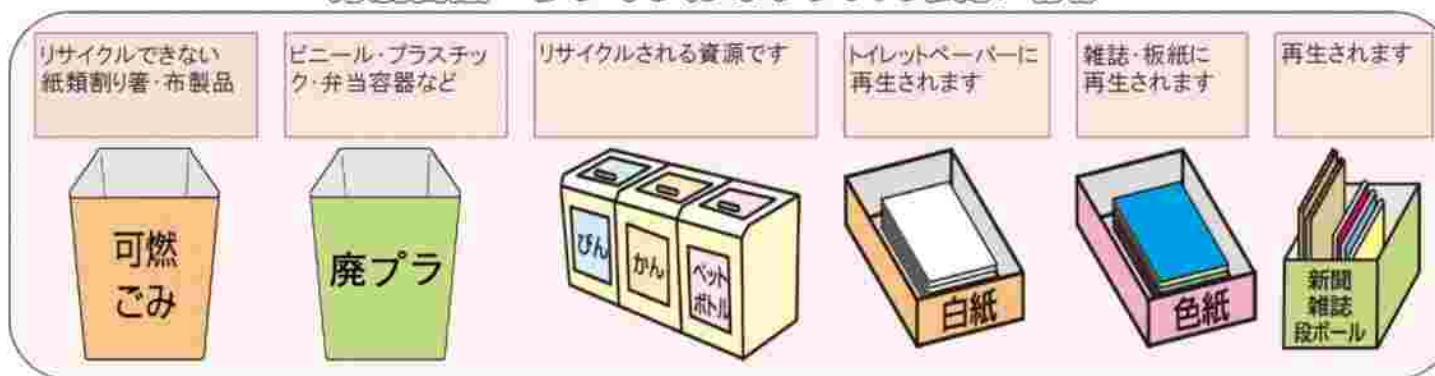 リサイクルできない
紙類割り箸・布製品
ビニール・プラスチッ
ク・弁当容器など
リサイクルされる資源です
トイレットペーパーに
再生されます
雑誌・板紙に
再生されます
再生されます
可燃
ごみ
廃プラ
びん
かん
ペット
ボトル
白紙
色紙
新聞
雑誌
段ボール